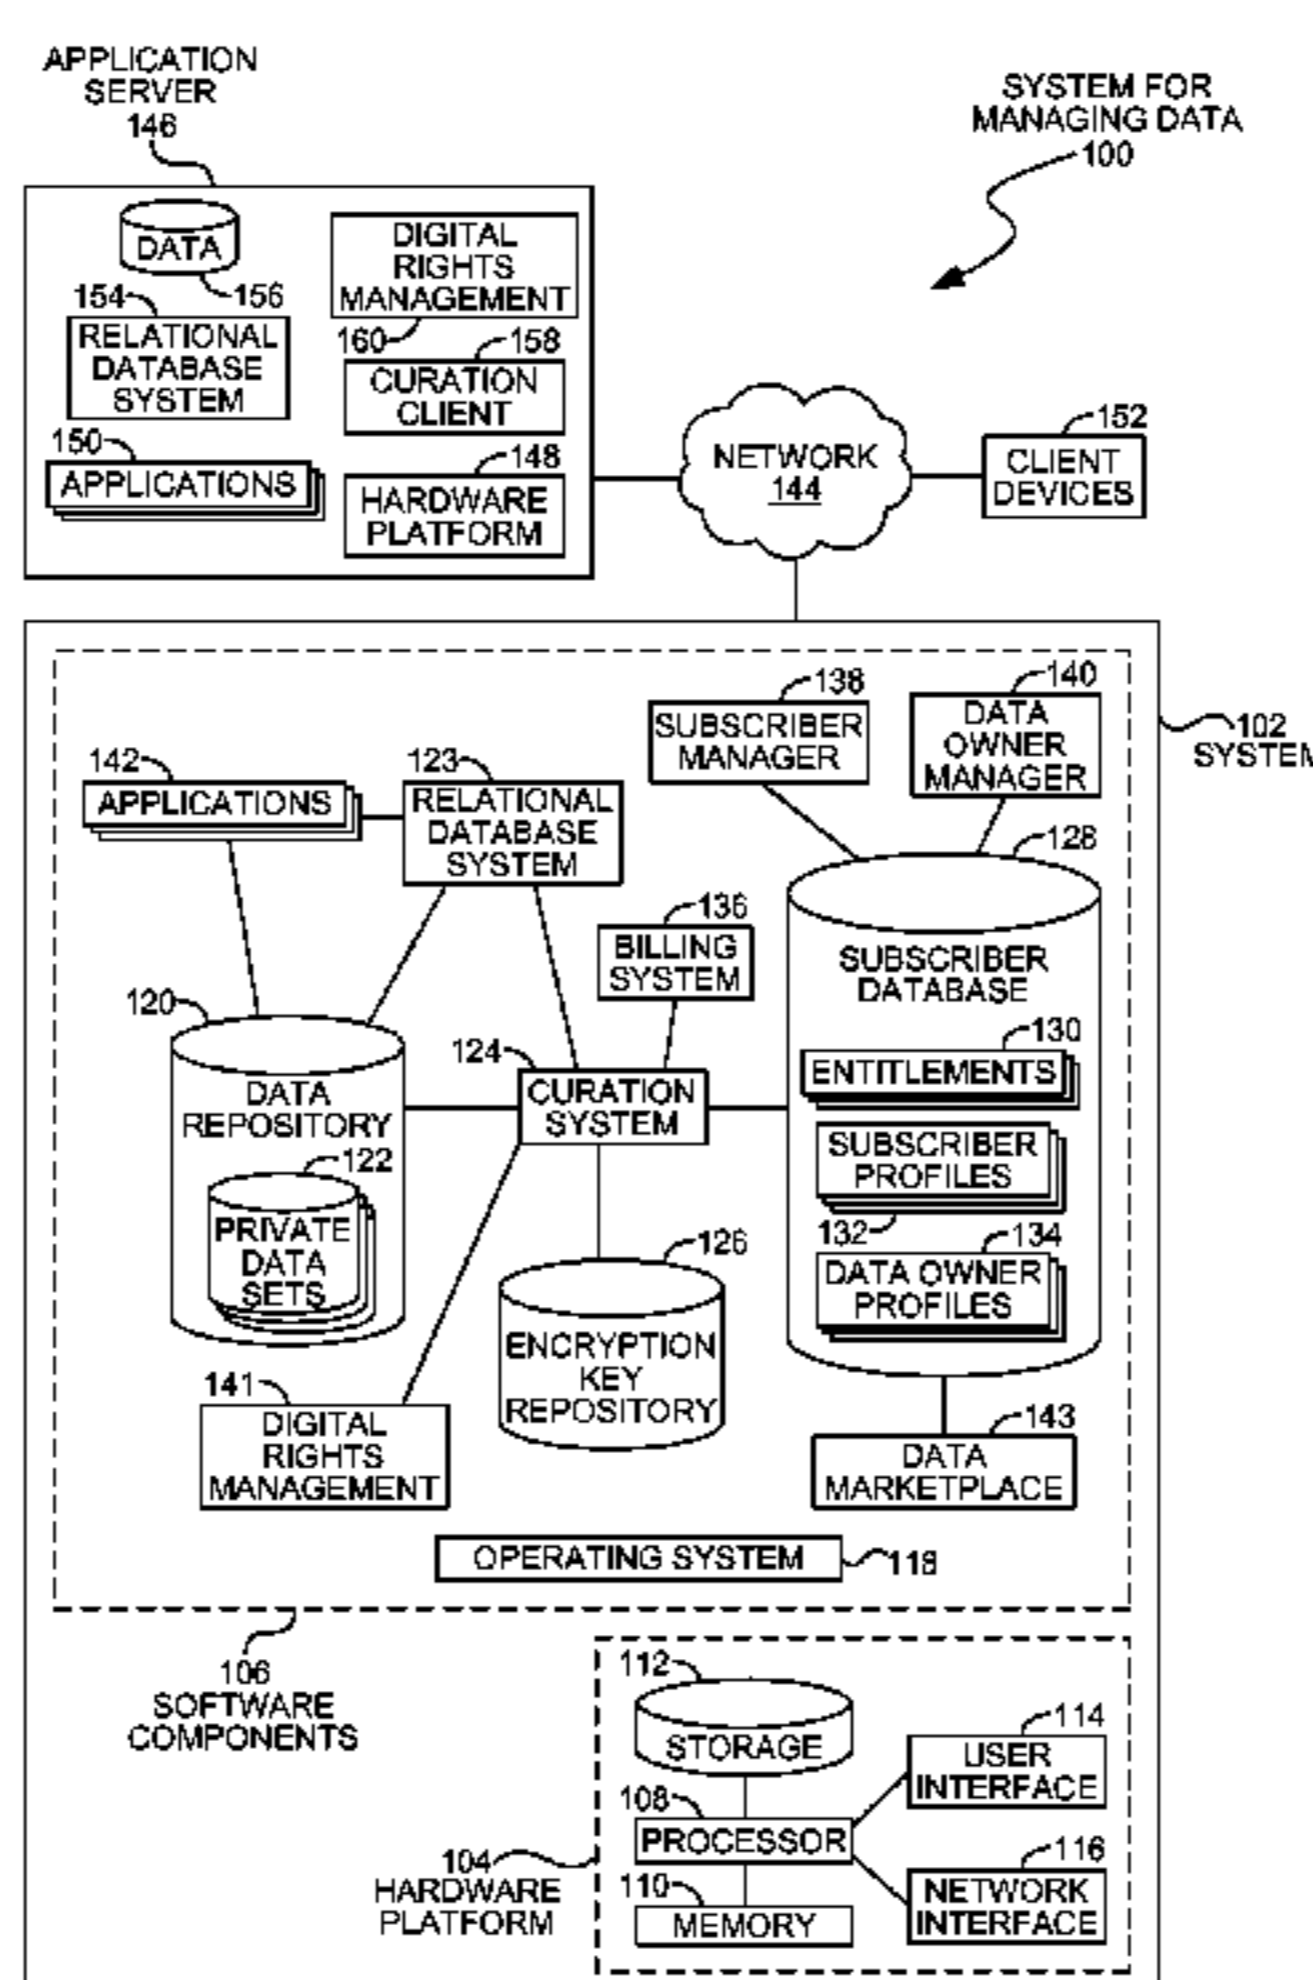 APPLICATION
SERVER
146
SYSTEM FOR
MANAGING DATA
100
DATA
156
DIGITAL
RIGHTS
MANAGEMENT
160
154
RELATIONAL
DATABASE
SYSTEM
158
CURATION
CLIENT
150
APPLICATIONS
148
HARDWARE
PLATFORM
NETWORK
144
152
CLIENT
DEVICES
138
SUBSCRIBER
MANAGER
140
DATA
OWNER
MANAGER
102
SYSTEM
142
APPLICATIONS
123
RELATIONAL
DATABASE
SYSTEM
128
SUBSCRIBER
DATABASE
136
BILLING
SYSTEM
120
DATA
REPOSITORY
122
PRIVATE
DATA
SETS
124
CURATION
SYSTEM
130
ENTITLEMENTS
SUBSCRIBER
PROFILES
132
134
DATA OWNER
PROFILES
126
ENCRYPTION
KEY
REPOSITORY
141
DIGITAL
RIGHTS
MANAGEMENT
143
DATA
MARKETPLACE
OPERATING SYSTEM
118
106
SOFTWARE
COMPONENTS
112
STORAGE
114
USER
INTERFACE
108
PROCESSOR
104
HARDWARE
PLATFORM
116
NETWORK
INTERFACE
110
MEMORY